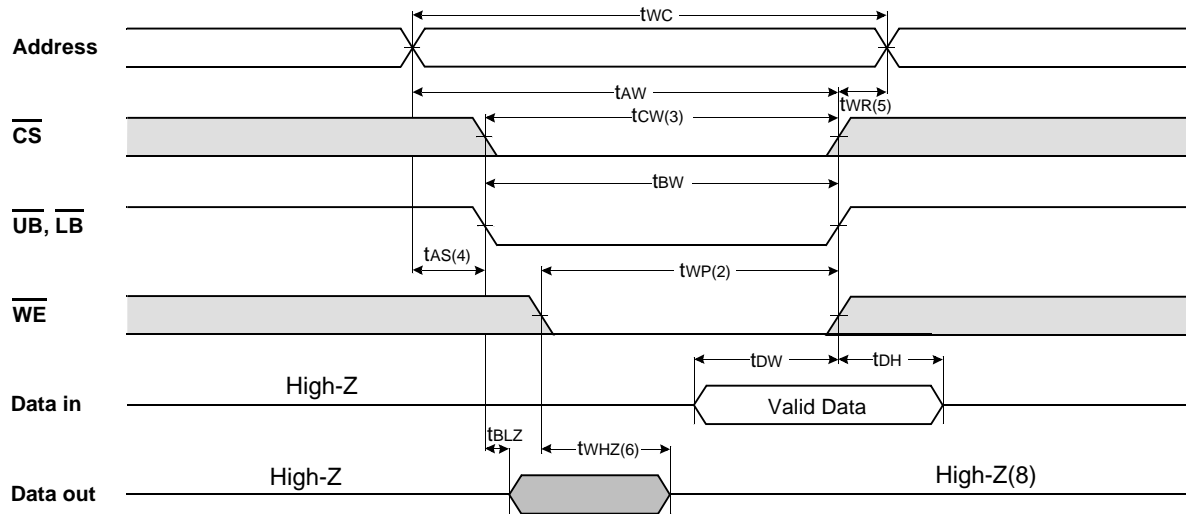 tWC
Address
tAW
tWR(5)
tCW(3)
CS
tBW
UB, LB
tAS(4)
tWP(2)
WE
tDW
tDH
High-Z
Data in
Valid Data
tBLZ
tWHZ(6)
High-Z
High-Z(8)
Data out